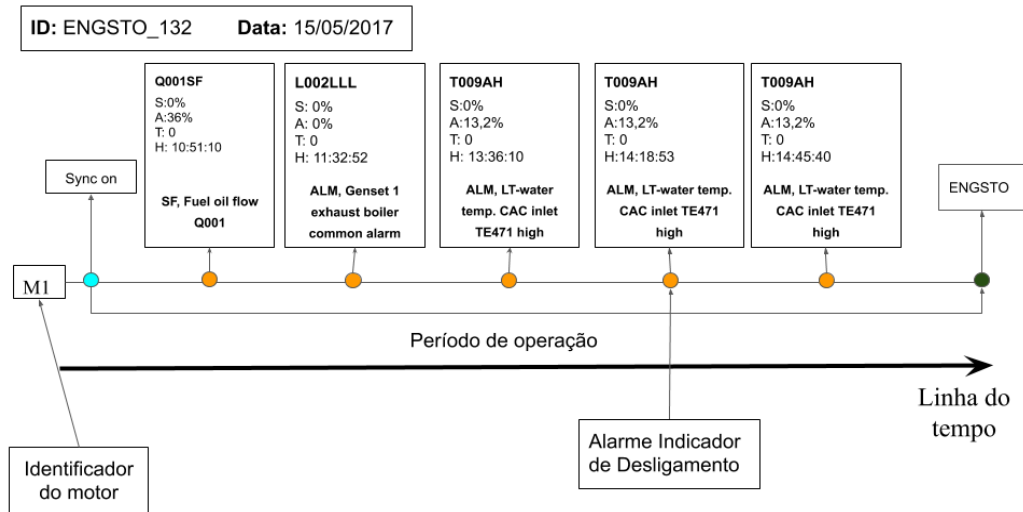 ID: ENGSTO_132 Data: 15/05/2017
Q001SF
S:0%
A:36%
T: 0
H: 10:51:10
SF, Fuel oil flow
Q001
L002LLL
S: 0%
A: 0%
T: 0
H: 11:32:52
ALM, Genset 1
exhaust boiler
common alarm
T009AH
S:0%
A:13,2%
T: 0
H: 13:36:10
ALM, LT-water
temp. CAC inlet
TE471 high
T009AH
S:0%
A:13,2%
T: 0
H:14:18:53
ALM, LT-water temp.
CAC inlet TE471
high
T009AH
S:0%
A:13,2%
T: 0
H:14:45:40
ALM, LT-water temp.
CAC inlet TE471
high
Sync on
ENGSTO
M1
Período de operação
Linha do
tempo
Identificador
do motor
Alarme Indicador
de Desligamento